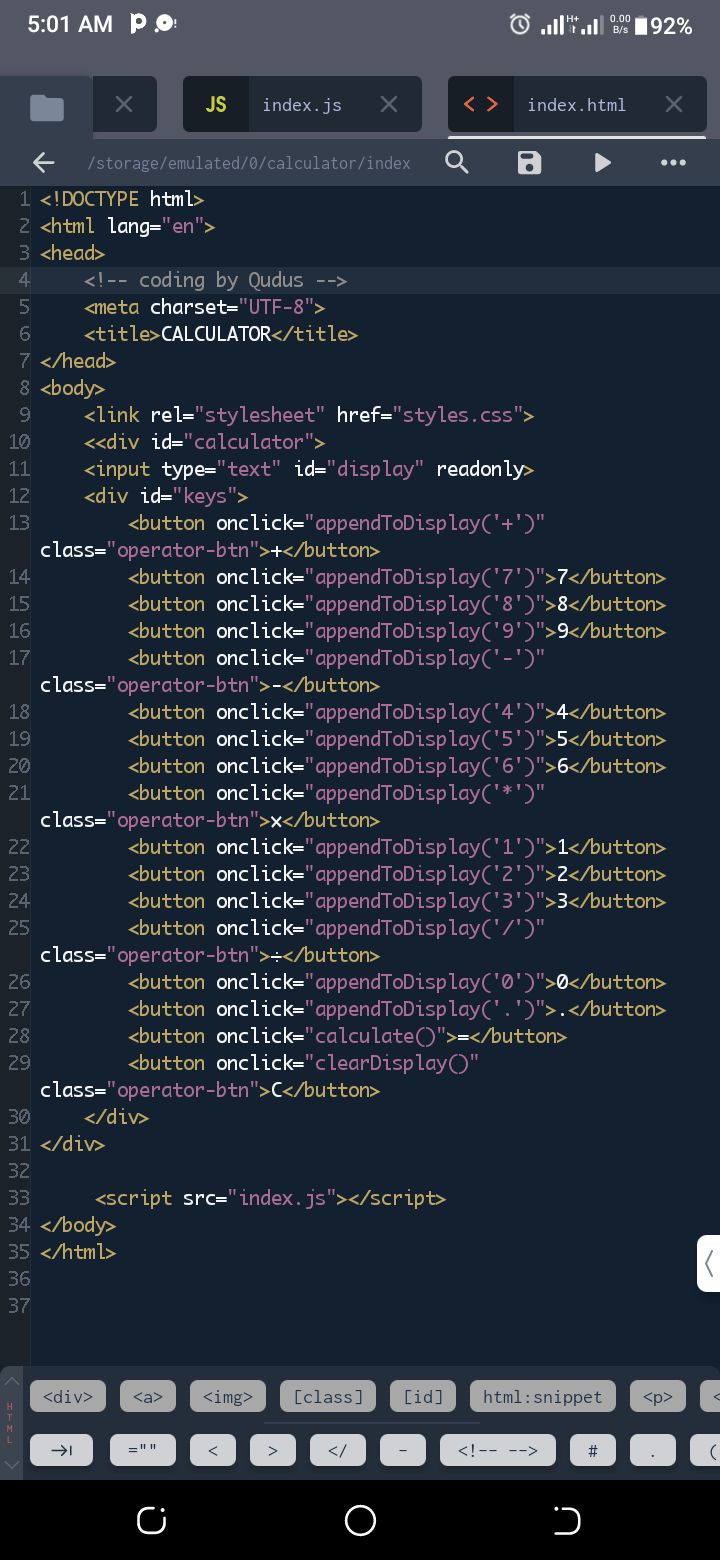 5:01 AM H+ 0.00 B/s 92%
JS index.js < > index.html
/storage/emulated/0/calculator/index
1 <!DOCTYPE html>
2 <html lang="en">
3 <head>
4 <!-- coding by Qudus -->
5 <meta charset="UTF-8">
6 <title>CALCULATOR</title>
7 </head>
8 <body>
9 <link rel="stylesheet" href="styles.css">
10 <<div id="calculator">
11 <input type="text" id="display" readonly>
12 <div id="keys">
13 <button onclick="appendToDisplay('+')"
class="operator-btn">+</button>
14 <button onclick="appendToDisplay('7')">7</button>
15 <button onclick="appendToDisplay('8')">8</button>
16 <button onclick="appendToDisplay('9')">9</button>
17 <button onclick="appendToDisplay('-')"
class="operator-btn">-</button>
18 <button onclick="appendToDisplay('4')">4</button>
19 <button onclick="appendToDisplay('5')">5</button>
20 <button onclick="appendToDisplay('6')">6</button>
21 <button onclick="appendToDisplay('*')"
class="operator-btn">x</button>
22 <button onclick="appendToDisplay('1')">1</button>
23 <button onclick="appendToDisplay('2')">2</button>
24 <button onclick="appendToDisplay('3')">3</button>
25 <button onclick="appendToDisplay('/')"
class="operator-btn">÷</button>
26 <button onclick="appendToDisplay('0')">0</button>
27 <button onclick="appendToDisplay('.')">.</button>
28 <button onclick="calculate()">=</button>
29 <button onclick="clearDisplay()"
class="operator-btn">C</button>
30 </div>
31 </div>
32
33 <script src="index.js"></script>
34 </body>
35 </html>
36
37
HTML
<div> <a> <img> [class] [id] html:snippet <p> <
="" < > </ - <!-- --> # . (